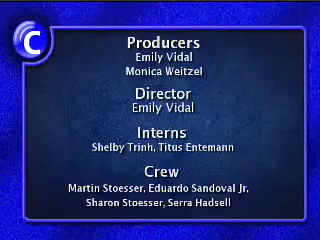 C
Producers
Emily Vidal
Monica Weitzel
Director
Emily Vidal
Interns
Shelby Trinh, Titus Entemann
Crew
Martin Stoesser, Eduardo Sandoval Jr,
Sharon Stoesser, Serra Hadsell